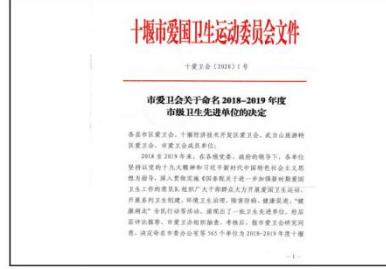 十堰市爱国卫生运动委员会文件
十爱卫会〔2020〕1号
市爱卫会关于命名2018-2019年度
市级卫生先进单位的决定
各县市区爱卫会、十堰经济技术开发区爱卫会、武当山旅游特
区爱卫会、市爱卫会成员单位:
2018至2019年来,在各级党委、政府的领导下,各单位
坚持以党的十九大精神和习近平新时代中国特色社会主义思
想为指导,深入贯彻实施《国务院关于进一步加强新时期爱国
卫生工作的意见》,组织广大干部群众大力开展爱国卫生运动,
开展系列卫生创建、环境卫生治理、除害防病、健康促进、“健
康湖北”全民行动等活动,涌现出了一批卫生先进单位。经层
层评比推荐、市爱卫办组织抽查、考核后,报市爱卫会研究同
意,决定命名市委办公室等565个单位为2018-2019年度十堰
-1-